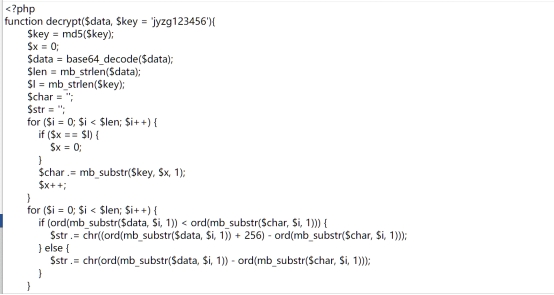 <?php
function decrypt($data, $key = 'jyzg123456'){
$key = md5($key);
$x = 0;
$data = base64_decode($data);
$len = mb_strlen($data);
$l = mb_strlen($key);
$char = '';
$str = '';
for ($i = 0; $i < $len; $i++) {
if ($x == $l) {
$x = 0;
}
$char .= mb_substr($key, $x, 1);
$x++;
}
for ($i = 0; $i < $len; $i++) {
if (ord(mb_substr($data, $i, 1)) < ord(mb_substr($char, $i, 1))) {
$str .= chr((ord(mb_substr($data, $i, 1)) + 256) - ord(mb_substr($char, $i, 1)));
} else {
$str .= chr(ord(mb_substr($data, $i, 1)) - ord(mb_substr($char, $i, 1)));
}
}